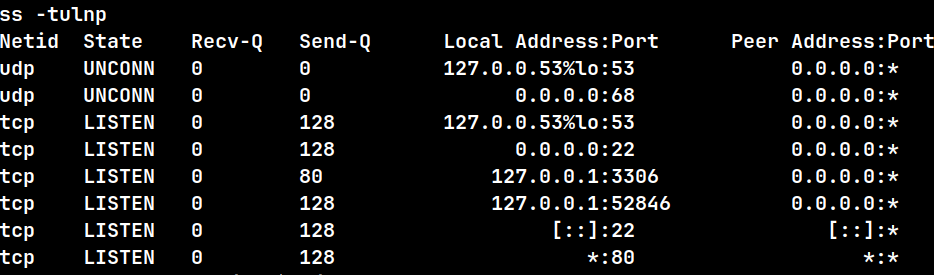 ss -tulnp
Netid State Recv-Q Send-Q Local Address:Port Peer Address:Port
udp UNCONN 0 0 127.0.0.53%lo:53 0.0.0.0:*
udp UNCONN 0 0 0.0.0.0:68 0.0.0.0:*
tcp LISTEN 0 128 127.0.0.53%lo:53 0.0.0.0:*
tcp LISTEN 0 128 0.0.0.0:22 0.0.0.0:*
tcp LISTEN 0 80 127.0.0.1:3306 0.0.0.0:*
tcp LISTEN 0 128 127.0.0.1:52846 0.0.0.0:*
tcp LISTEN 0 128 [::]:22 [::]:*
tcp LISTEN 0 128 *:80 *:*